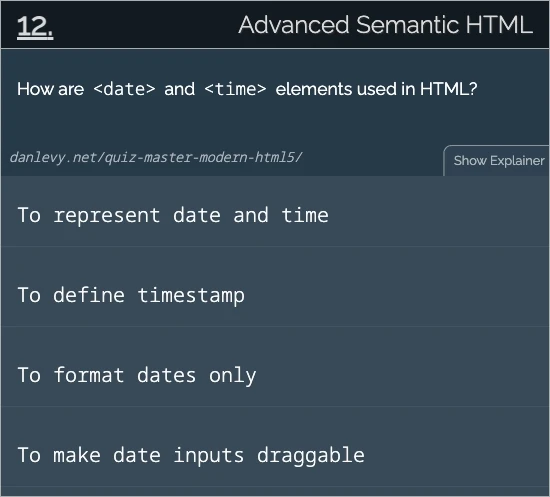 12.
Advanced Semantic HTML
How are <date> and <time> elements used in HTML?
danlevy.net/quiz-master-modern-html5/
Show Explainer
To represent date and time
To define timestamp
To format dates only
To make date inputs draggable